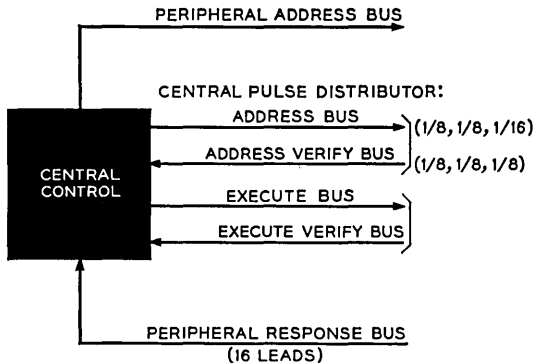 PERIPHERAL ADDRESS BUS
CENTRAL PULSE DISTRIBUTOR:
ADDRESS BUS
(1/8, 1/8, 1/16)
ADDRESS VERIFY BUS
(1/8, 1/8, 1/8)
CENTRAL
CONTROL
EXECUTE BUS
EXECUTE VERIFY BUS
PERIPHERAL RESPONSE BUS
(16 LEADS)